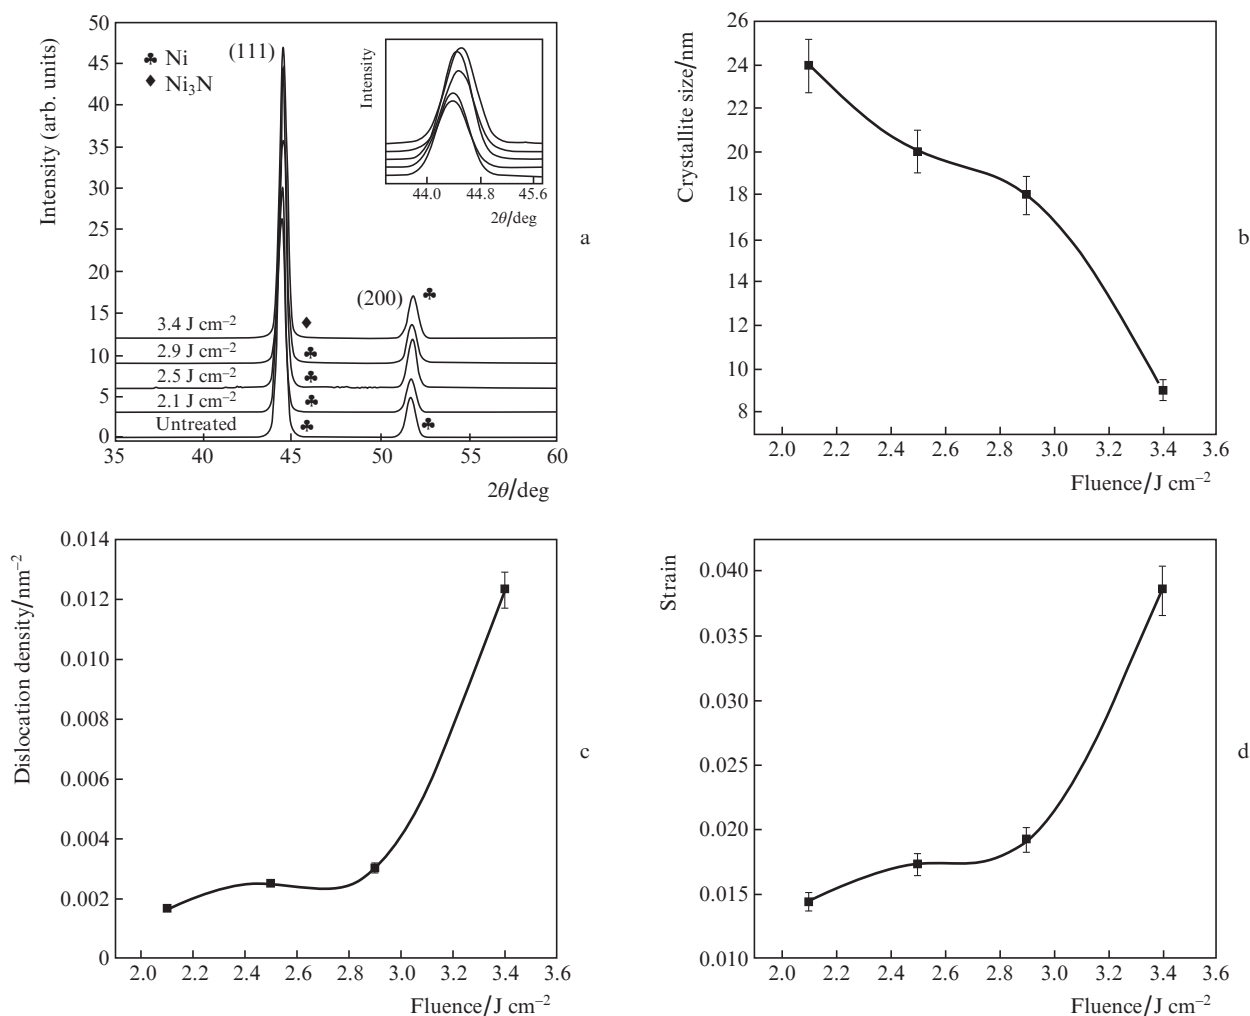 50
45
40
35
30
25
20
15
10
5
0
Intensity (arb. units)
♣ Ni
♦ Ni₃N
(111)
(200)
3.4 J cm⁻²
2.9 J cm⁻²
2.5 J cm⁻²
2.1 J cm⁻²
Untreated
♦
♣
♣
♣
♣
♣
♣
35 40 45 50 55 60
2θ/deg
Intensity
44.0 44.8 45.6
2θ/deg
a
26
24
22
20
18
16
14
12
10
8
Crystallite size/nm
2.0 2.2 2.4 2.6 2.8 3.0 3.2 3.4 3.6
Fluence/J cm⁻²
b
0.014
0.012
0.010
0.008
0.006
0.004
0.002
0
Dislocation density/nm⁻²
2.0 2.2 2.4 2.6 2.8 3.0 3.2 3.4 3.6
Fluence/J cm⁻²
c
0.040
0.035
0.030
0.025
0.020
0.015
0.010
Strain
2.0 2.2 2.4 2.6 2.8 3.0 3.2 3.4 3.6
Fluence/J cm⁻²
d